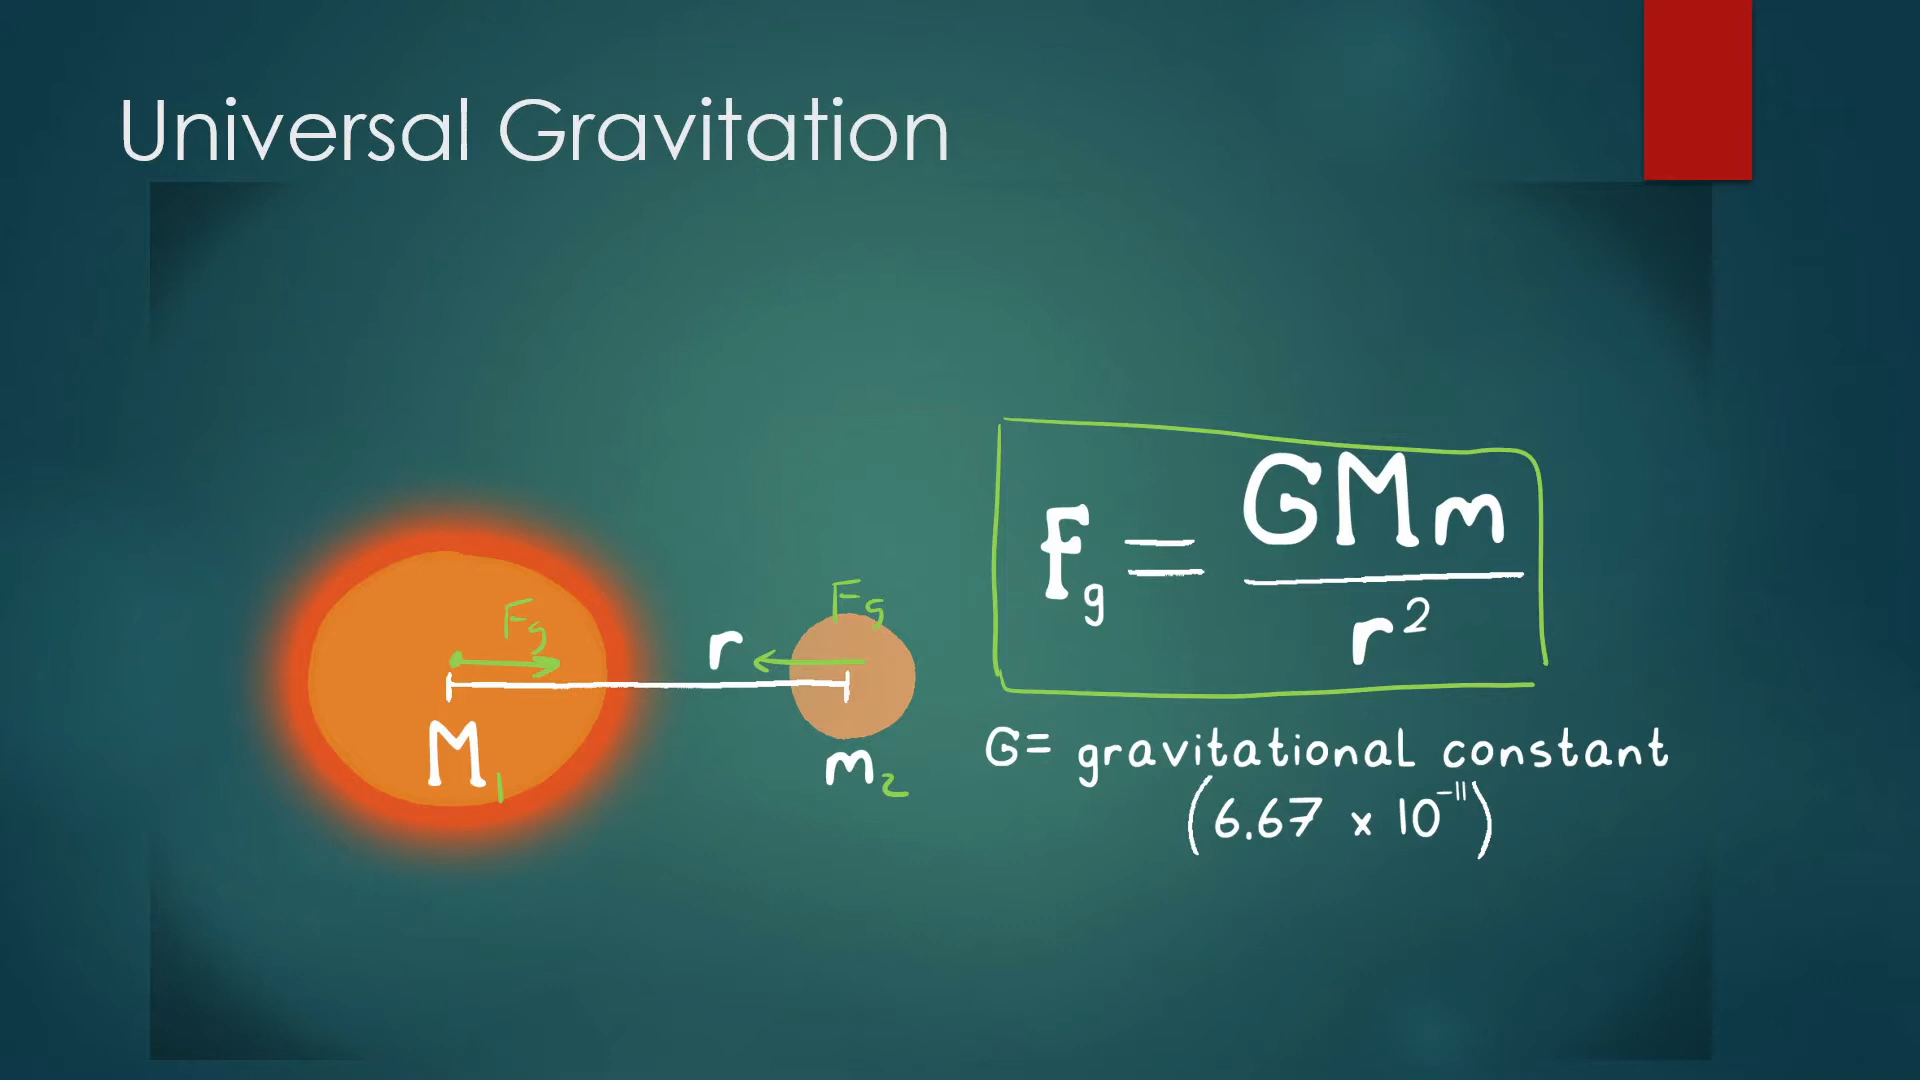 Universal Gravitation
Fg
Fg
r
M1
m2
Fg = GMm
r²
G= gravitational constant
(6.67 x 10⁻¹¹)